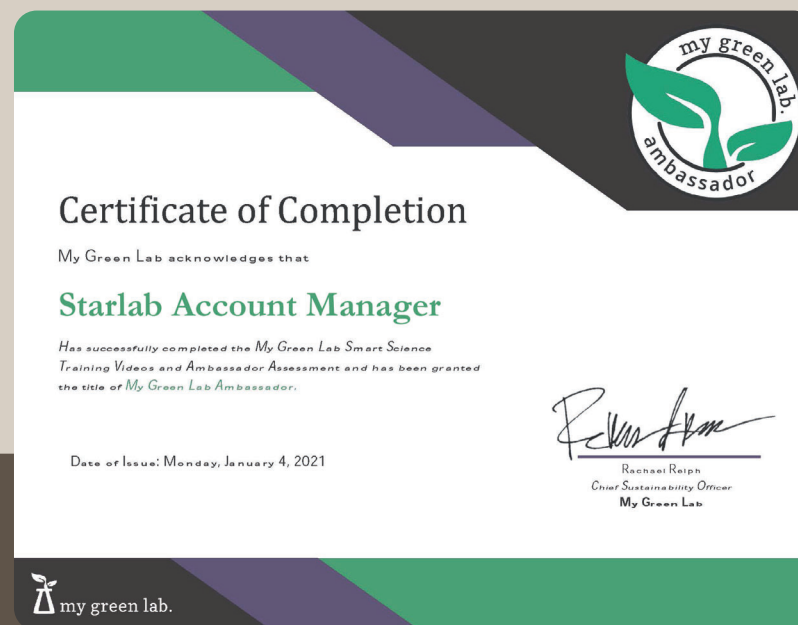 my green lab.
ambassador
Certificate of Completion
My Green Lab acknowledges that
Starlab Account Manager
Has successfully completed the My Green Lab Smart Science
Training Videos and Ambassador Assessment and has been granted
the title of My Green Lab Ambassador.
Date of Issue: Monday, January 4, 2021
Rachael Relph
Chief Sustainability Officer
My Green Lab
my green lab.